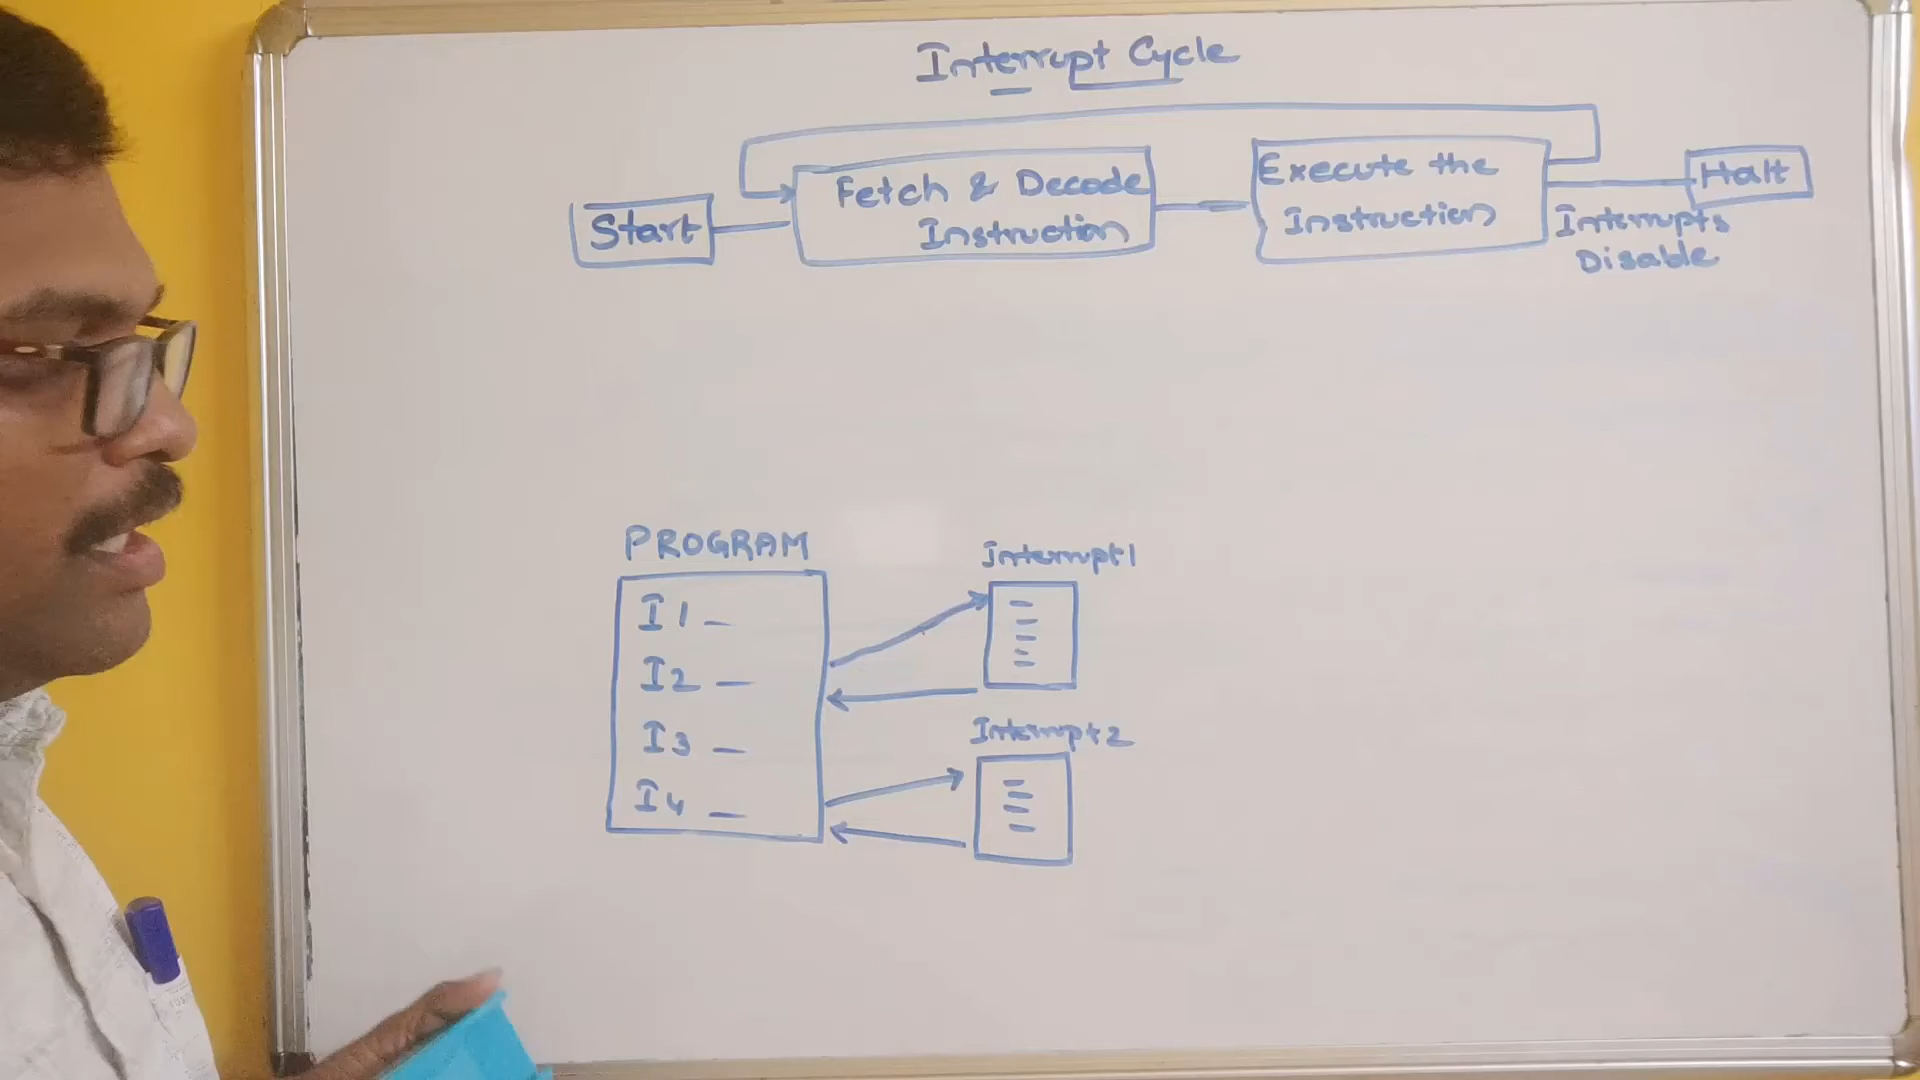 Interrupt Cycle
Start
Fetch & Decode
Instruction
Execute the
Instruction
Halt
Interrupts
Disable
PROGRAM
I1 _
I2 _
I3 _
I4 _
Interrupt1
Interrupt2